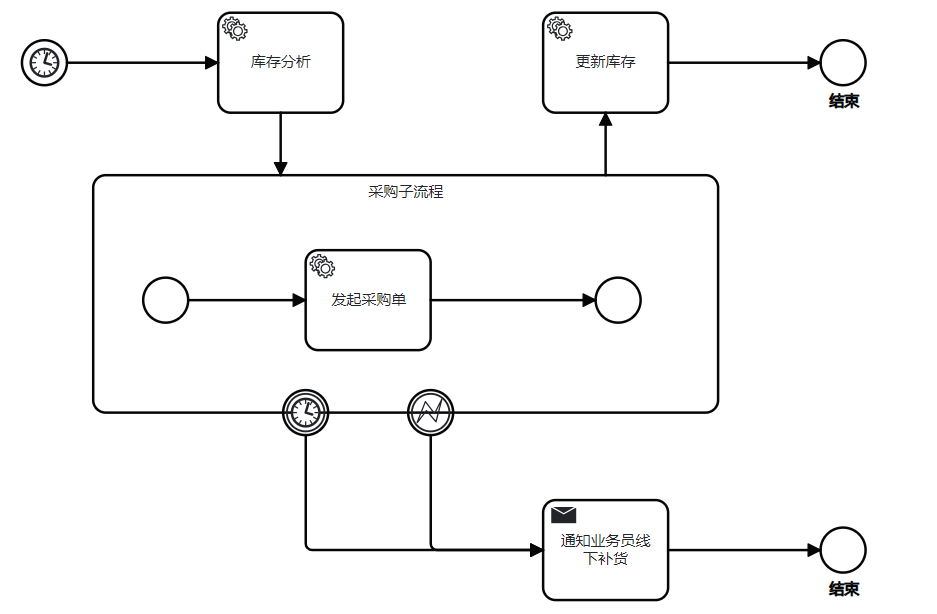 库存分析
更新库存
结束
采购子流程
发起采购单
通知业务员线
下补货
结束